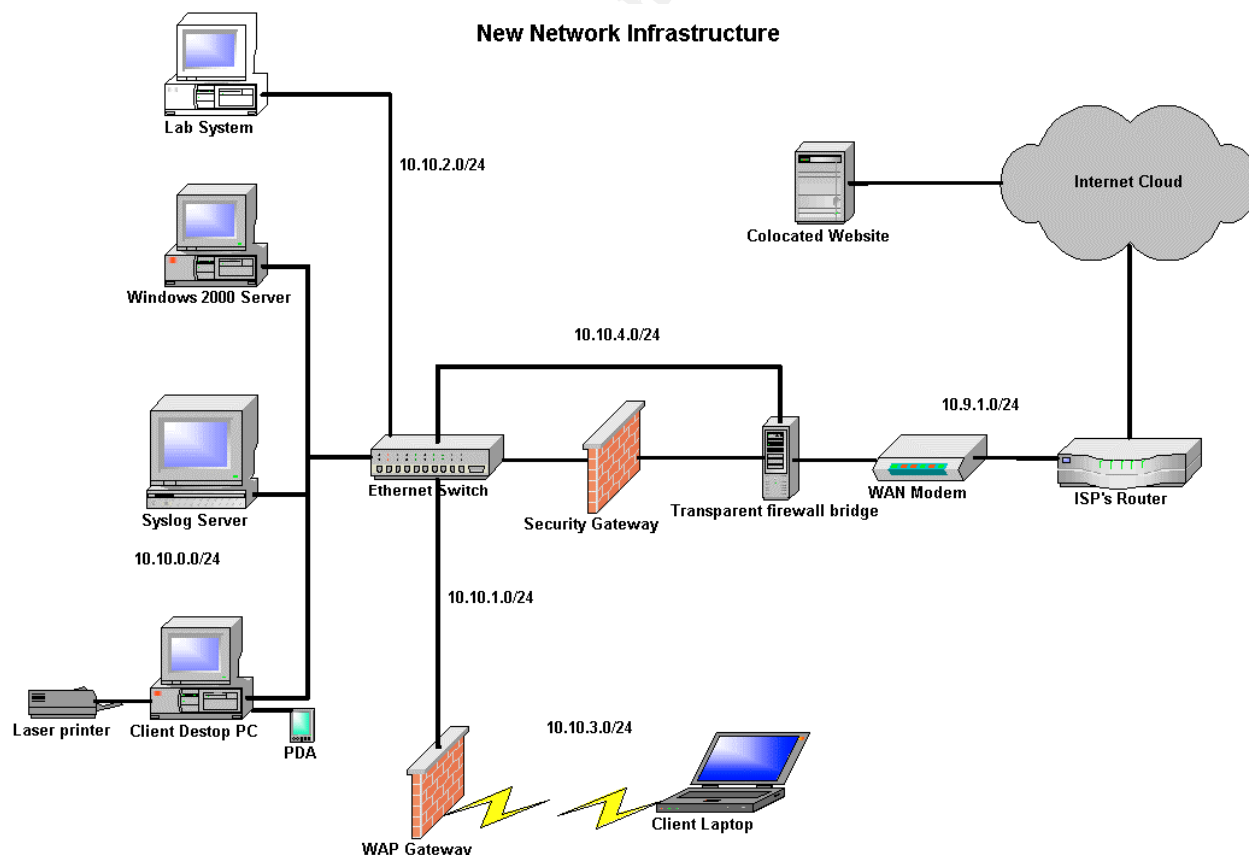 New Network Infrastructure
Lab System
10.10.2.0/24
Internet Cloud
Colocated Website
Windows 2000 Server
10.10.4.0/24
10.9.1.0/24
Ethernet Switch
Security Gateway
Transparent firewall bridge
WAN Modem
ISP's Router
Syslog Server
10.10.0.0/24
10.10.1.0/24
Laser printer
Client Destop PC
PDA
10.10.3.0/24
Client Laptop
WAP Gateway